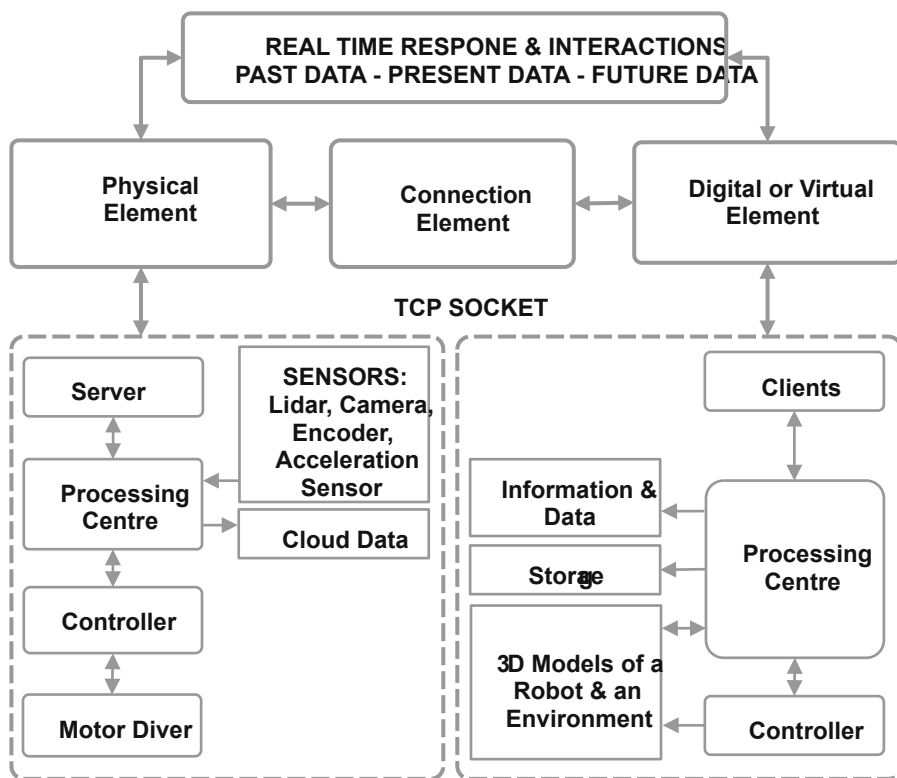 REAL TIME RESPONE & INTERACTIONS
PAST DATA - PRESENT DATA - FUTURE DATA
Physical
Element
Connection
Element
Digital or Virtual
Element
TCP SOCKET
Server
SENSORS:
Lidar, Camera,
Encoder,
Acceleration
Sensor
Processing
Centre
Cloud Data
Controller
Motor Diver
Clients
Information &
Data
Storage
Processing
Centre
3D Models of a
Robot & an
Environment
Controller